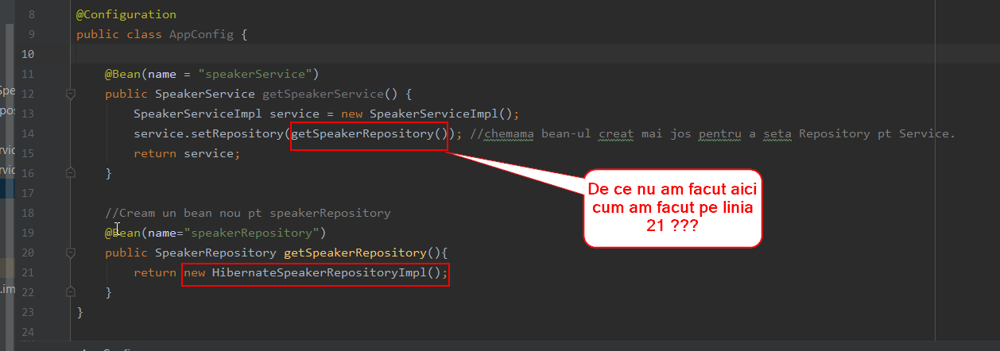 8 @Configuration
9 public class AppConfig {
10
11 @Bean(name = "speakerService")
12 public SpeakerService getSpeakerService() {
13 SpeakerServiceImpl service = new SpeakerServiceImpl();
14 service.setRepository(getSpeakerRepository()); //chemama bean-ul creat mai jos pentru a seta Repository pt Service.
15 return service;
16 }
17
De ce nu am facut aici
cum am facut pe linia
21 ???
18 //Cream un bean nou pt speakerRepository
19 @Bean(name="speakerRepository")
20 public SpeakerRepository getSpeakerRepository(){
21 return new HibernateSpeakerRepositoryImpl();
22 }
23 }
24